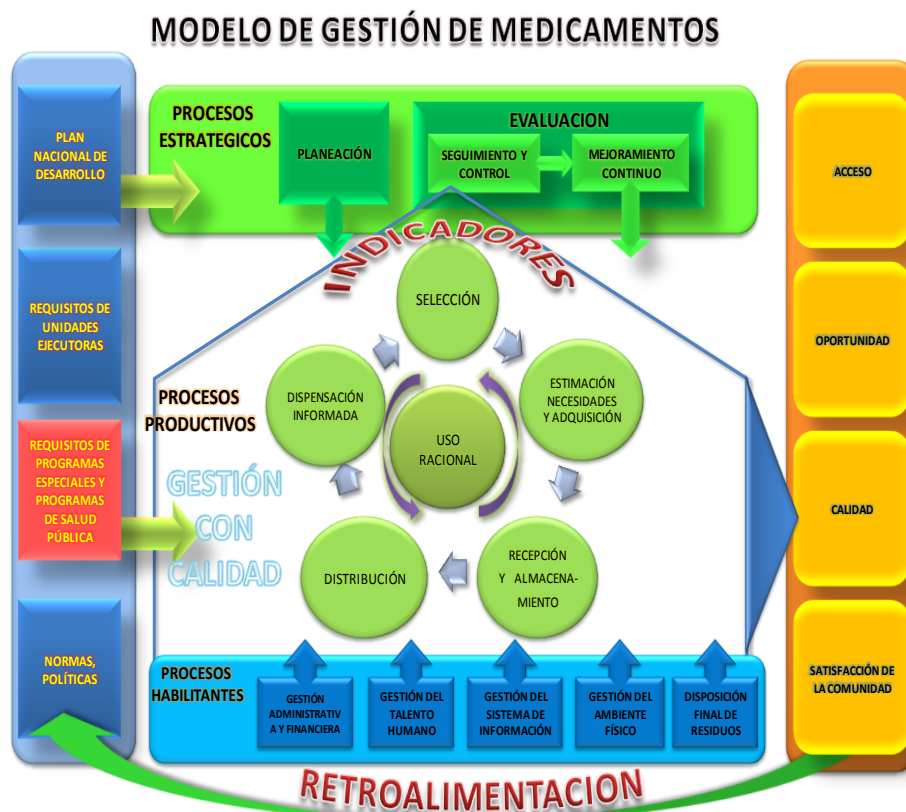 MODELO DE GESTIÓN DE MEDICAMENTOS
PLAN
NACIONAL DE
DESARROLLO
REQUISITOS DE
UNIDADES
EJECUTORAS
REQUISITOS DE
PROGRAMAS
ESPECIALES Y
PROGRAMAS
DE SALUD
PÚBLICA
NORMAS,
POLÍTICAS
PROCESOS
ESTRATEGICOS
PLANEACIÓN
EVALUACION
SEGUIMIENTO Y
CONTROL
MEJORAMIENTO
CONTINUO
INDICADORES
PROCESOS
PRODUCTIVOS
GESTIÓN
CON
CALIDAD
SELECCIÓN
ESTIMACIÓN
NECESIDADES
Y ADQUISICIÓN
RECEPCIÓN
Y ALMACENA-
MIENTO
DISTRIBUCIÓN
DISPENSACIÓN
INFORMADA
USO
RACIONAL
PROCESOS
HABILITANTES
GESTIÓN
ADMINISTRATIV
A Y FINANCIERA
GESTIÓN DEL
TALENTO
HUMANO
GESTIÓN DEL
SISTEMA DE
INFORMACIÓN
GESTIÓN DEL
AMBIENTE
FÍSICO
DISPOSICIÓN
FINAL DE
RESIDUOS
ACCESO
OPORTUNIDAD
CALIDAD
SATISFACCIÓN DE
LA COMUNIDAD
RETROALIMENTACION